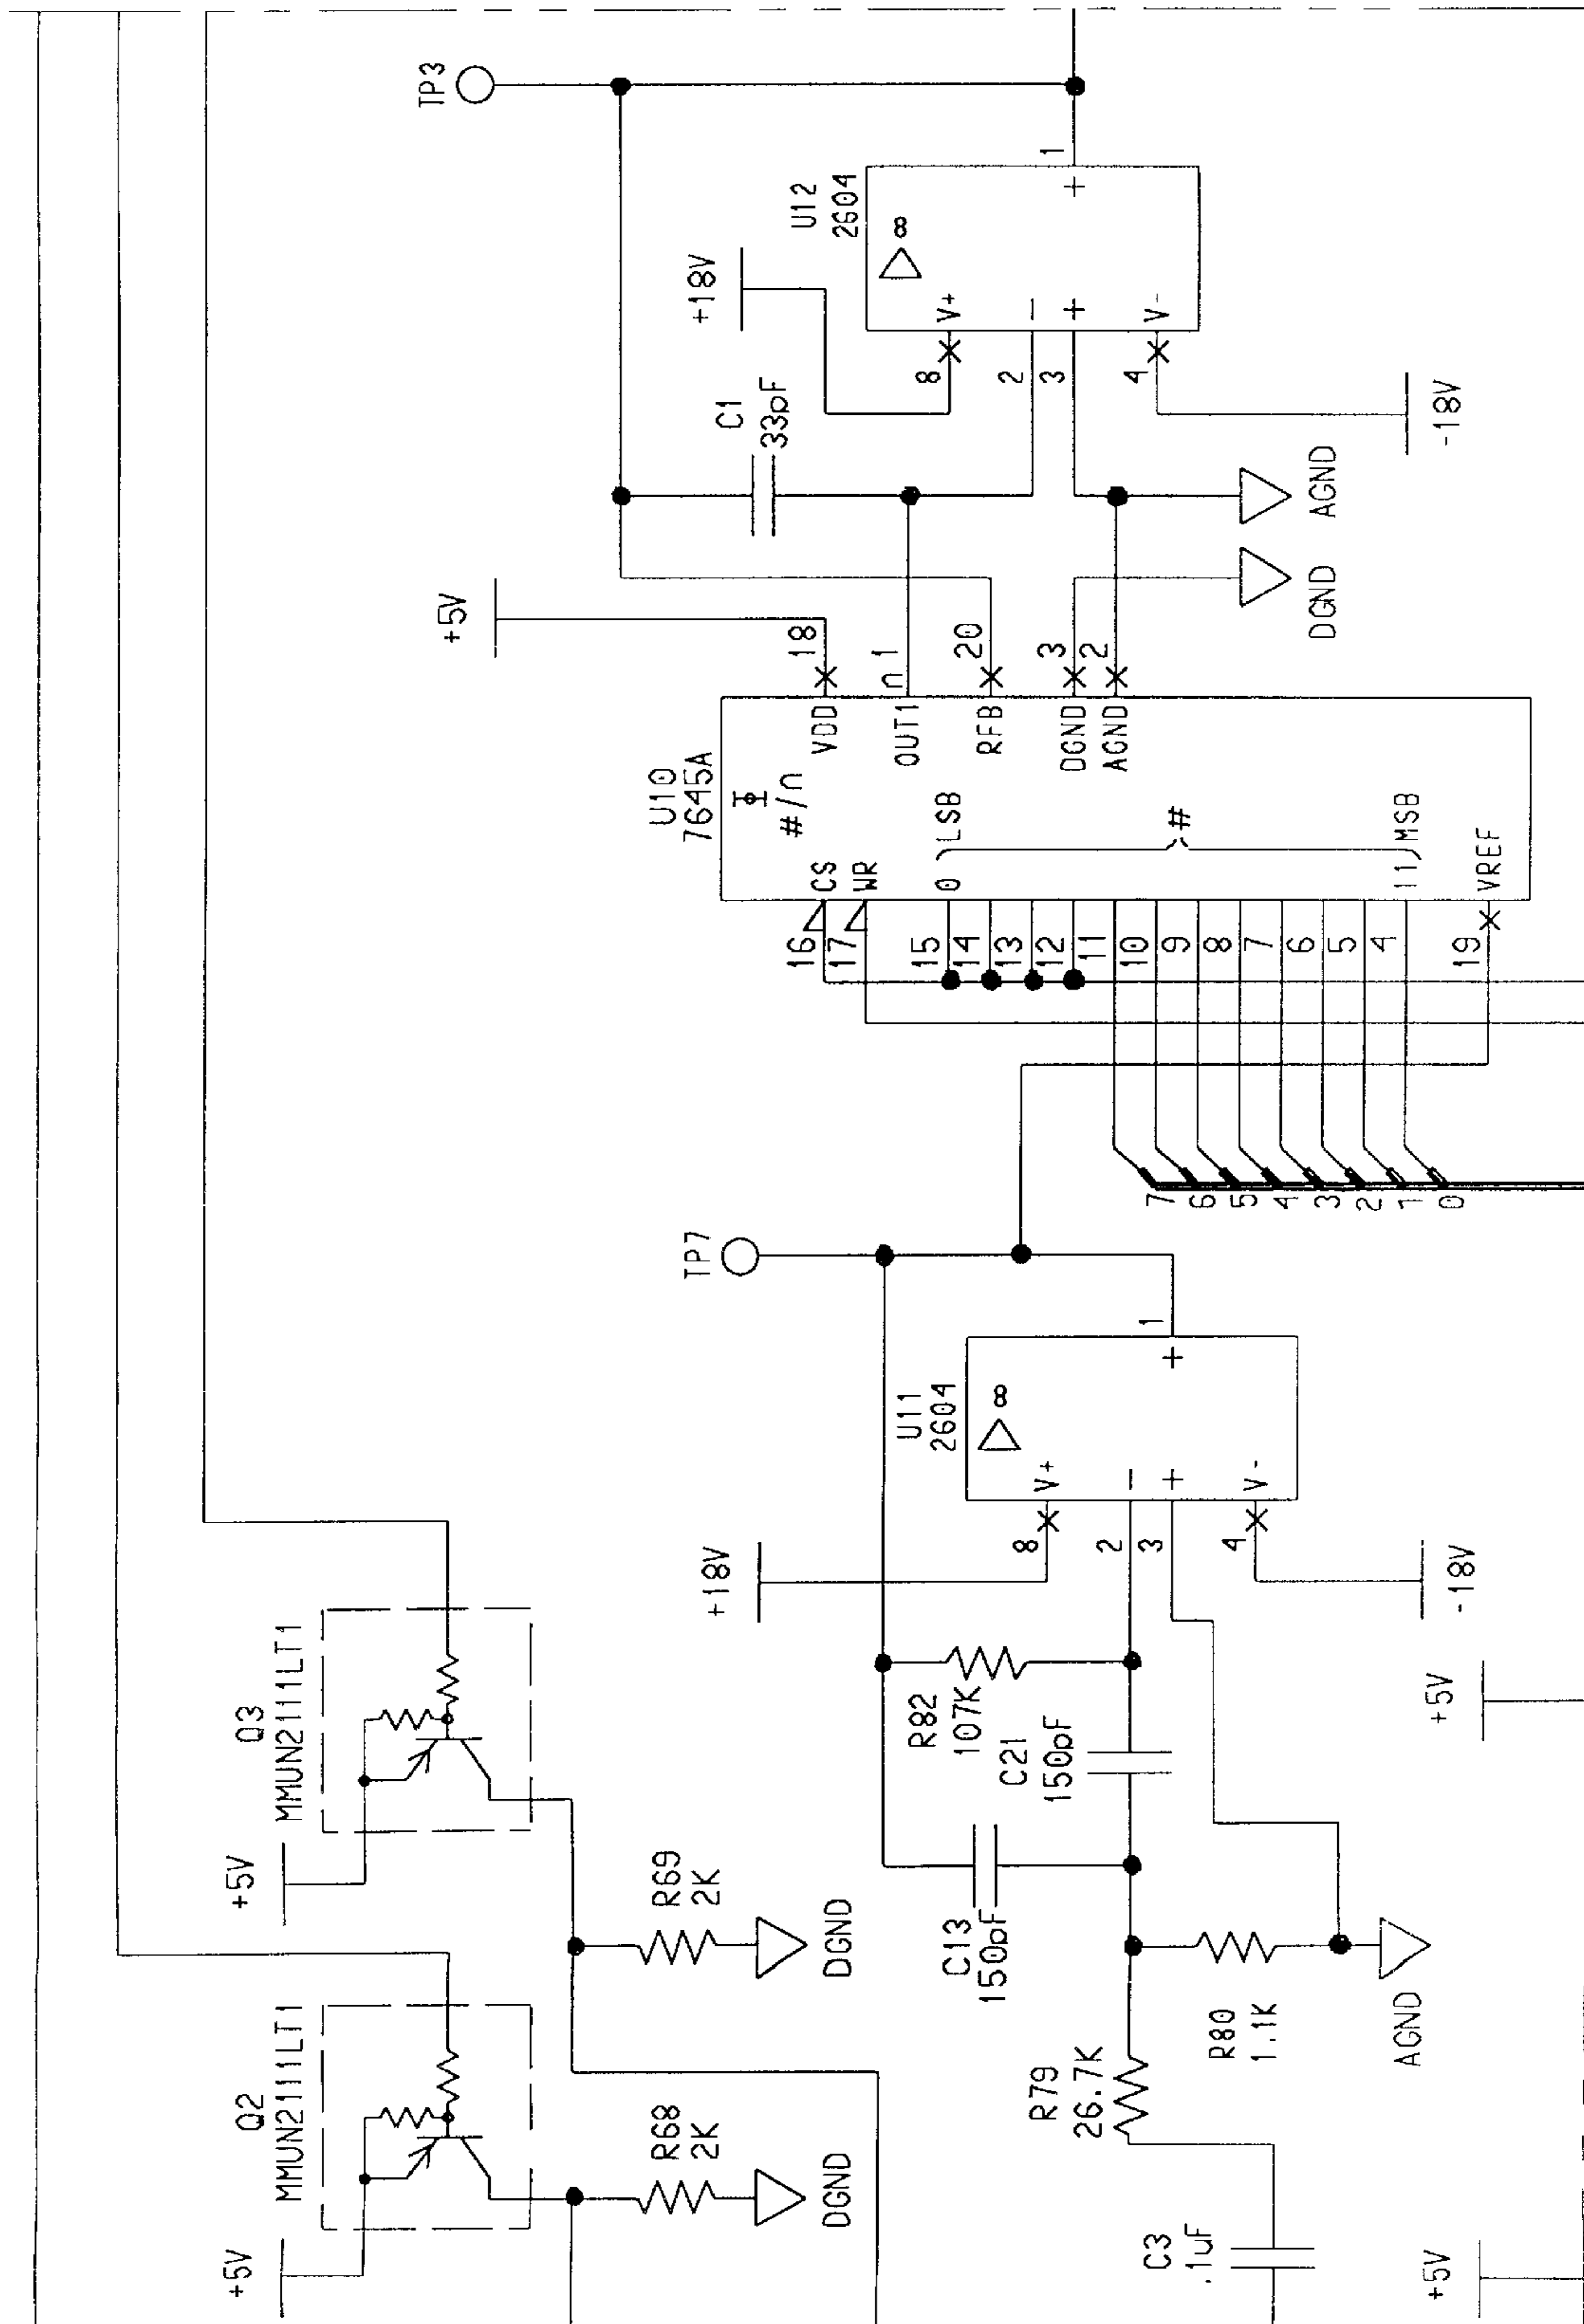 TP3
U12
2604
8
+18V
V+
8
−
2
+
3
V-
4
+
1
-18V
C1
33pF
+5V
AGND
DGND
U10
7645A
#/n
18
VDD
n 1
OUT1
20
RFB
3
DGND
2
AGND
16
CS
17
WR
15
0
LSB
14
13
12
11
10
9
8
7
6
5
4
11
MSB
#
19
VREF
7
6
5
4
3
2
1
0
TP7
U11
2604
8
+18V
V+
8
−
2
+
3
V-
4
+
1
-18V
R82
107K
C21
150pF
C13
150pF
+5V
Q3
MMUN2111LT1
+5V
R69
2K
DGND
Q2
MMUN2111LT1
+5V
R68
2K
DGND
R79
26.7K
R80
1.1K
AGND
C3
.1uF
+5V